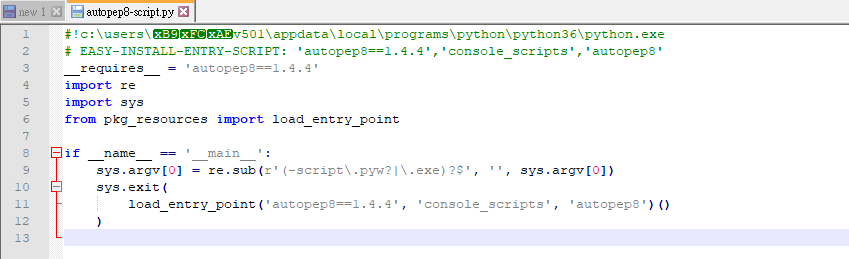 new 1 autopep8-script.py
1 #!c:\users\xB9xFCxAEv501\appdata\local\programs\python\python36\python.exe
2 # EASY-INSTALL-ENTRY-SCRIPT: 'autopep8==1.4.4','console_scripts','autopep8'
3 __requires__ = 'autopep8==1.4.4'
4 import re
5 import sys
6 from pkg_resources import load_entry_point
7
8 if __name__ == '__main__':
9 sys.argv[0] = re.sub(r'(-script\.pyw?|\.exe)?$', '', sys.argv[0])
10 sys.exit(
11 load_entry_point('autopep8==1.4.4', 'console_scripts', 'autopep8')()
12 )
13